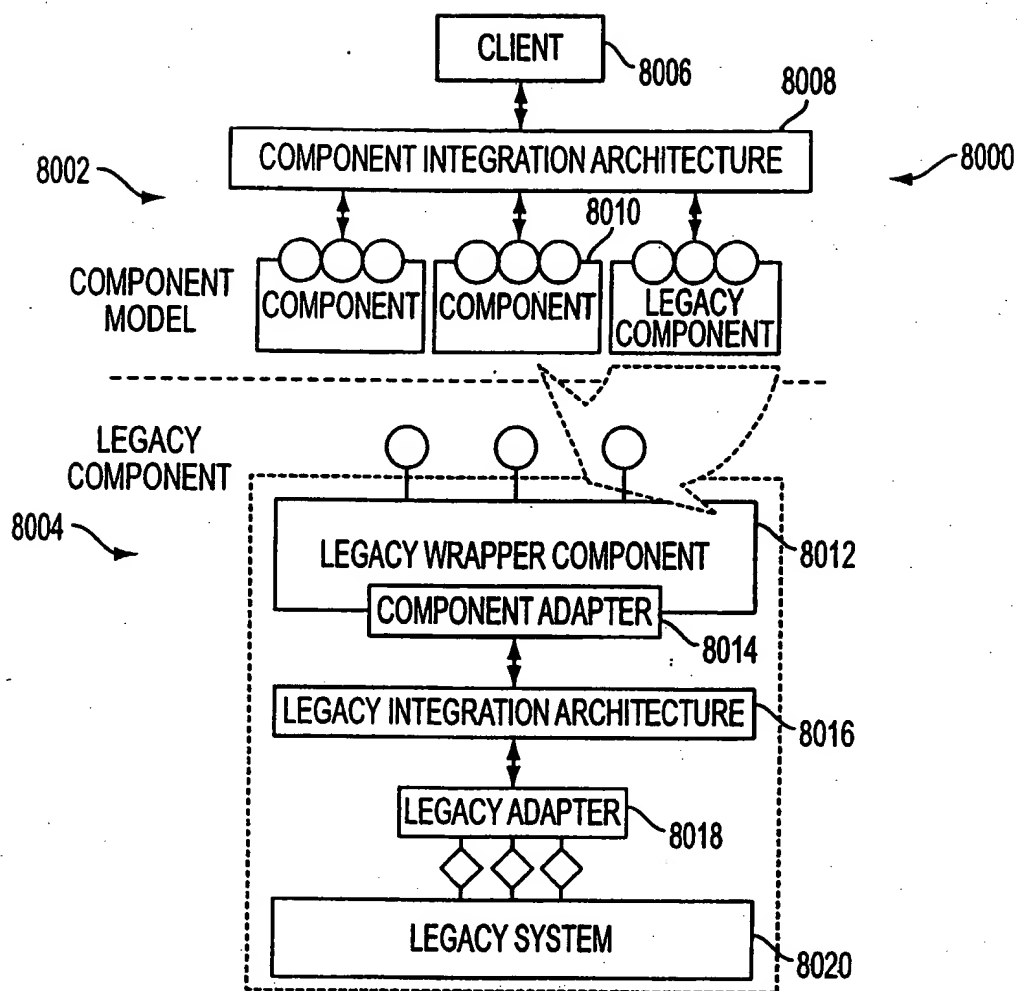 CLIENT
8006
8008
COMPONENT INTEGRATION ARCHITECTURE
8000
8002
8010
COMPONENT
MODEL
COMPONENT
COMPONENT
LEGACY
COMPONENT
LEGACY
COMPONENT
8004
LEGACY WRAPPER COMPONENT
8012
COMPONENT ADAPTER
8014
LEGACY INTEGRATION ARCHITECTURE
8016
LEGACY ADAPTER
8018
LEGACY SYSTEM
8020